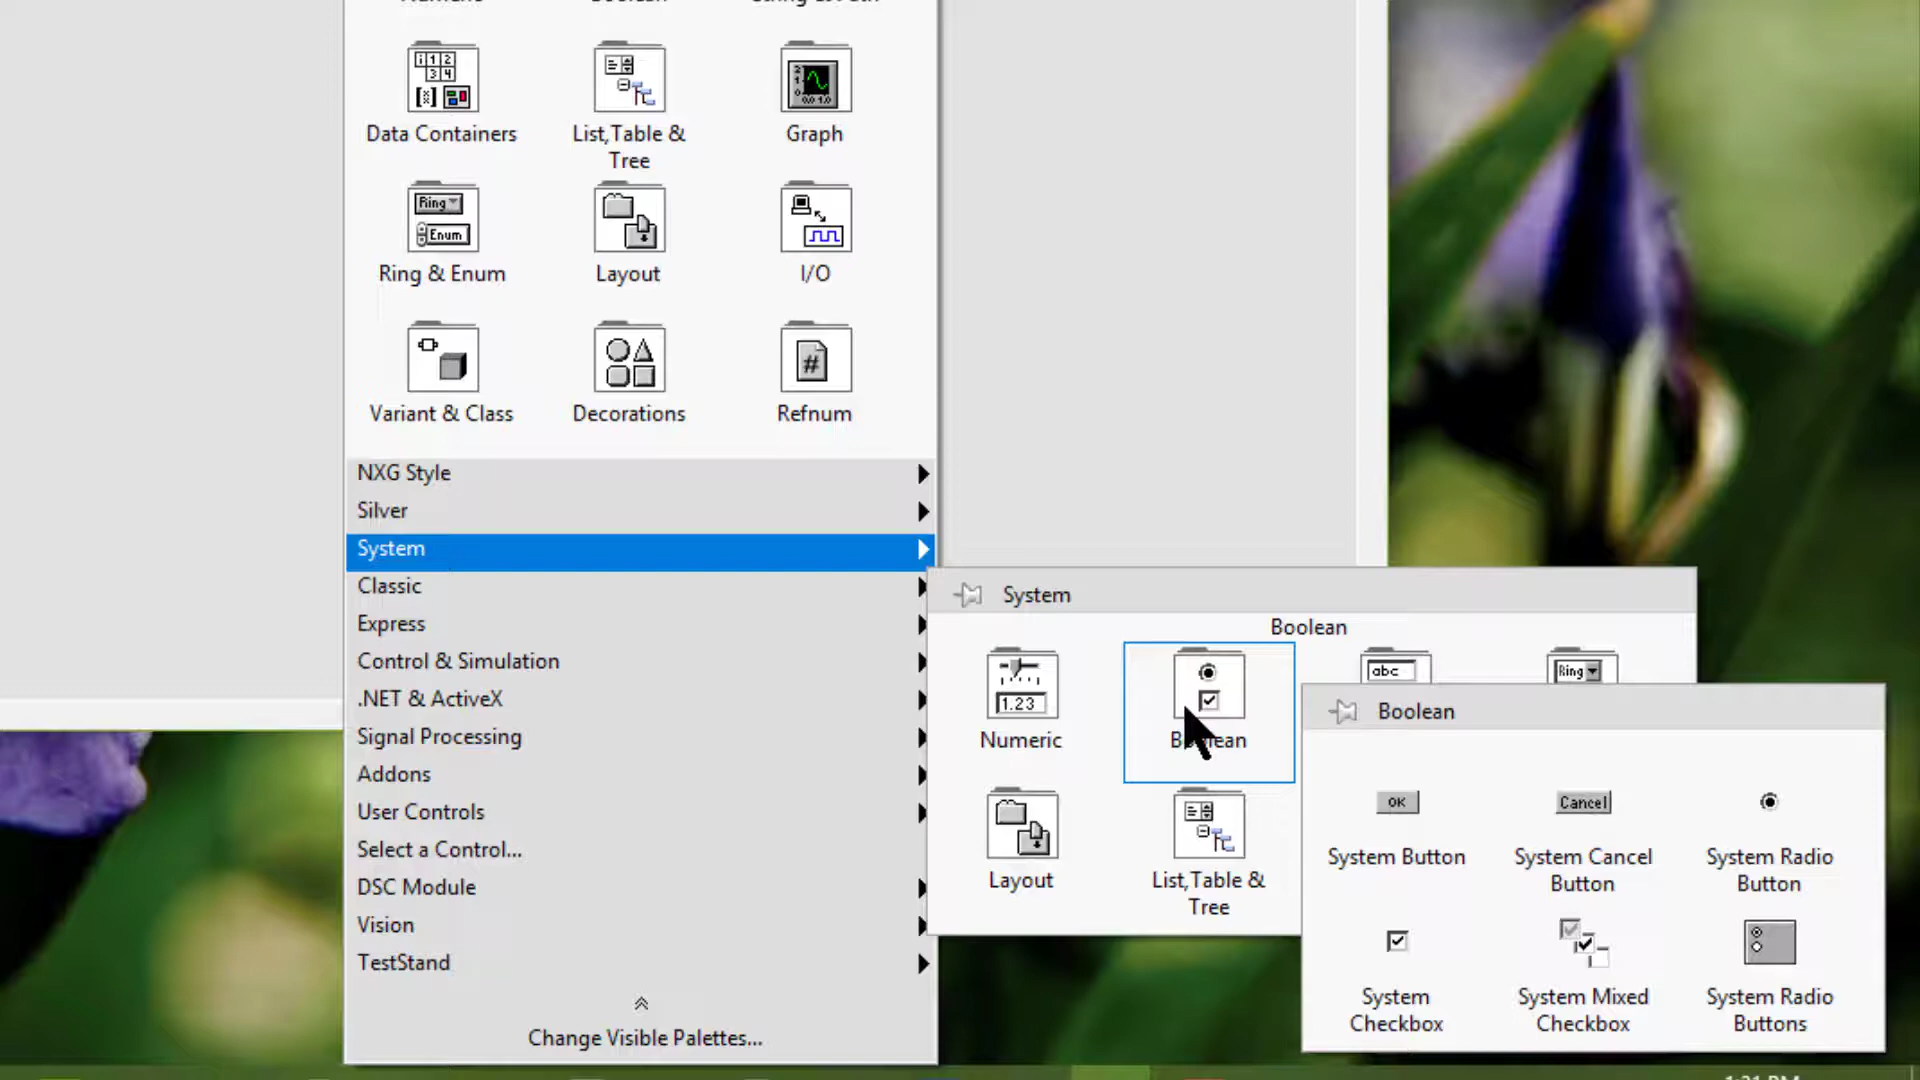 Data Containers
List,Table &
Tree
Graph
Ring
Enum
Ring & Enum
Layout
I/O
#
Variant & Class
Decorations
Refnum
NXG Style
Silver
System
Classic
Express
Control & Simulation
.NET & ActiveX
Signal Processing
Addons
User Controls
Select a Control...
DSC Module
Vision
TestStand
Change Visible Palettes...
System
Boolean
1.23
abc
Ring
Numeric
Boolean
Layout
List,Table &
Tree
Boolean
OK
Cancel
System Button
System Cancel
Button
System Radio
Button
System
Checkbox
System Mixed
Checkbox
System Radio
Buttons